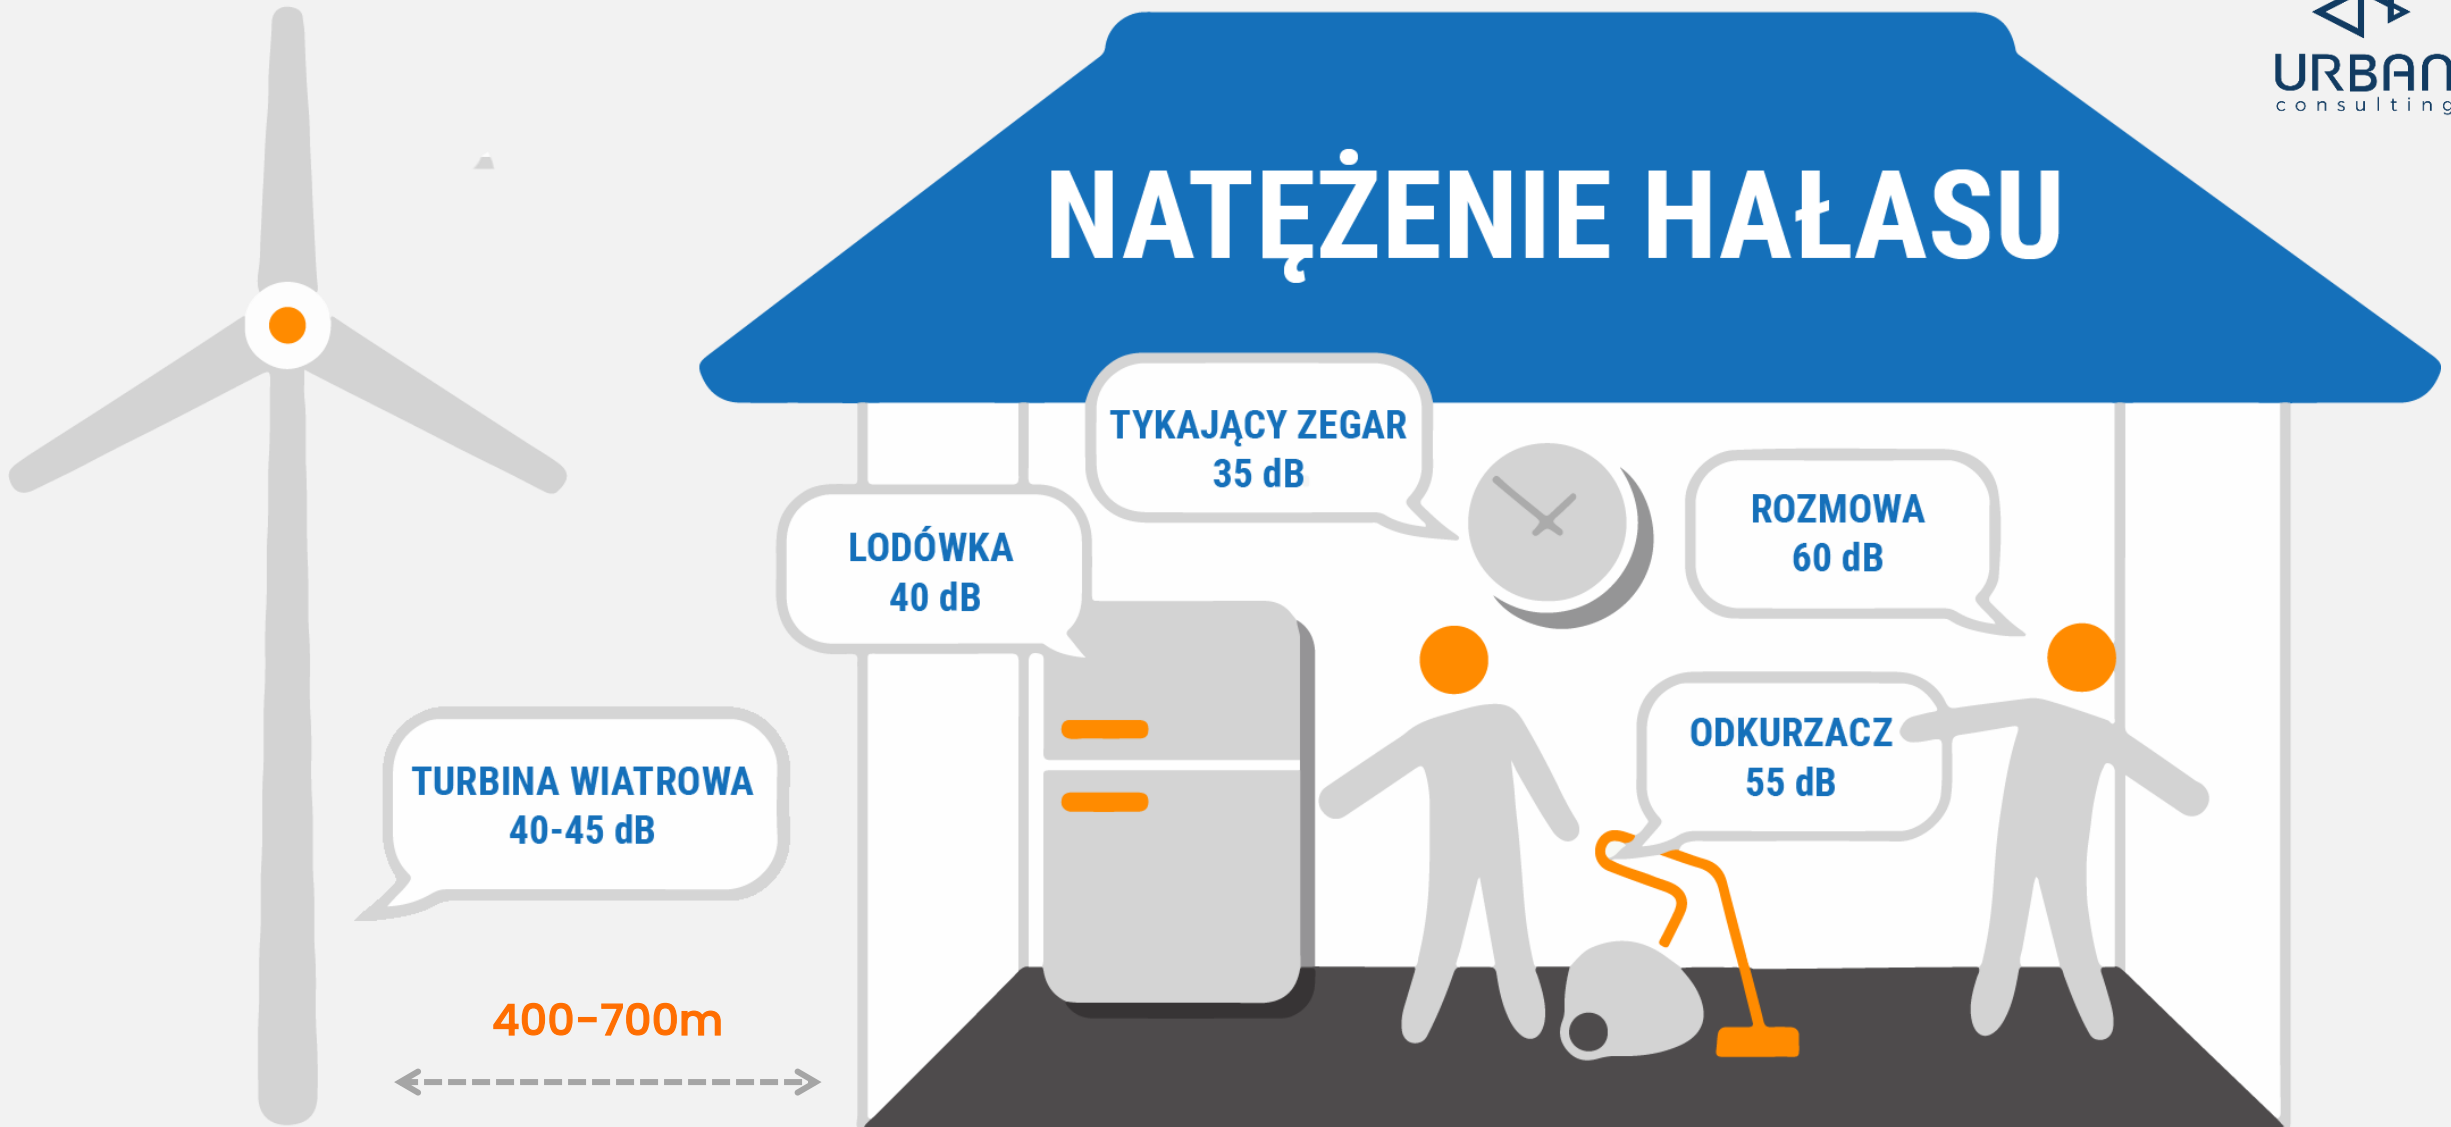 URBAN
consulting
NATĘŻENIE HAŁASU
TYKAJĄCY ZEGAR
35 dB
ROZMOWA
60 dB
LODÓWKA
40 dB
ODKURZACZ
55 dB
TURBINA WIATROWA
40-45 dB
400-700m